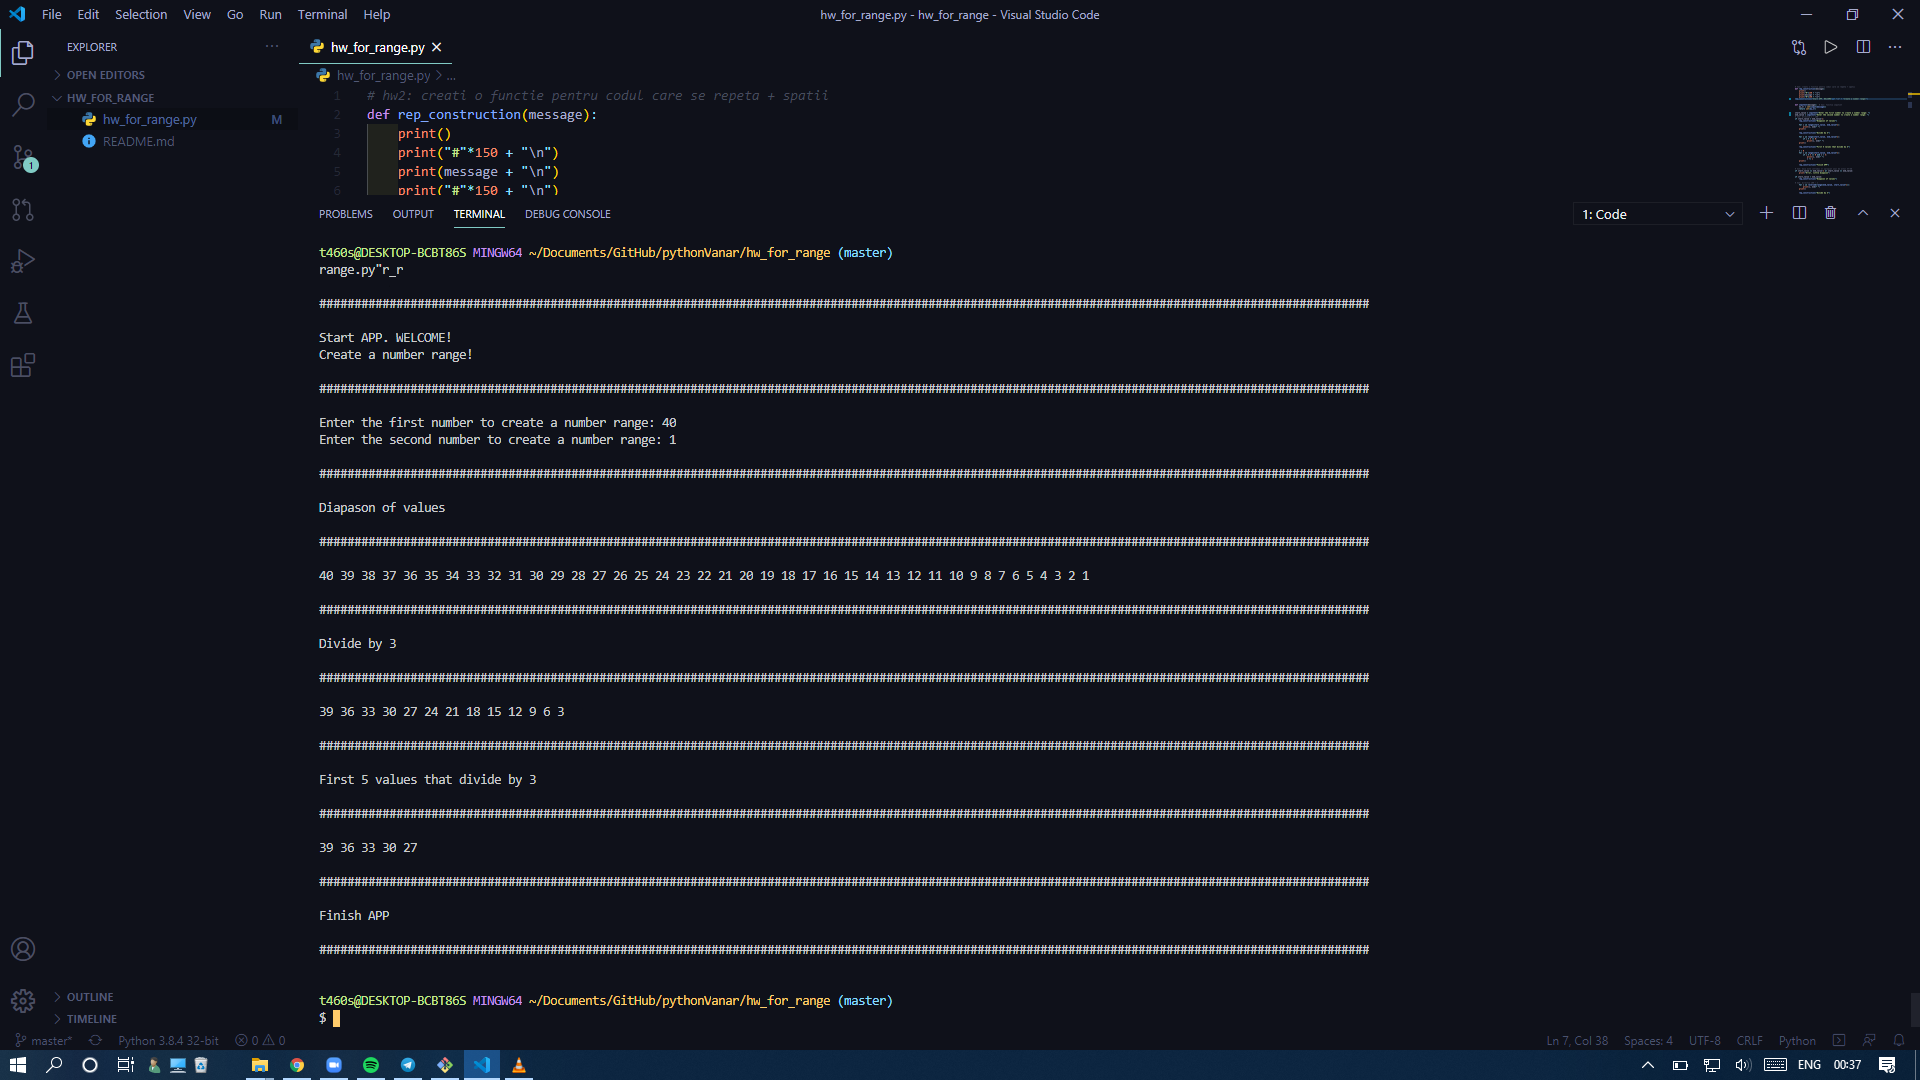 File Edit Selection View Go Run Terminal Help
hw_for_range.py - hw_for_range - Visual Studio Code
EXPLORER
OPEN EDITORS
HW_FOR_RANGE
hw_for_range.py M
README.md
1
OUTLINE
TIMELINE
hw_for_range.py
hw_for_range.py > ...
1 # hw2: creati o functie pentru codul care se repeta + spatii
2 def rep_construction(message):
3 print()
4 print("#"*150 + "\n")
5 print(message + "\n")
6 print("#"*150 + "\n")
PROBLEMS OUTPUT TERMINAL DEBUG CONSOLE
1: Code
t460s@DESKTOP-BCBT86S MINGW64 ~/Documents/GitHub/pythonVanar/hw_for_range (master)
range.py"r_r
######################################################################################################################################################
Start APP. WELCOME!
Create a number range!
######################################################################################################################################################
Enter the first number to create a number range: 40
Enter the second number to create a number range: 1
######################################################################################################################################################
Diapason of values
######################################################################################################################################################
40 39 38 37 36 35 34 33 32 31 30 29 28 27 26 25 24 23 22 21 20 19 18 17 16 15 14 13 12 11 10 9 8 7 6 5 4 3 2 1
######################################################################################################################################################
Divide by 3
######################################################################################################################################################
39 36 33 30 27 24 21 18 15 12 9 6 3
######################################################################################################################################################
First 5 values that divide by 3
######################################################################################################################################################
39 36 33 30 27
######################################################################################################################################################
Finish APP
######################################################################################################################################################
t460s@DESKTOP-BCBT86S MINGW64 ~/Documents/GitHub/pythonVanar/hw_for_range (master)
$
master* Python 3.8.4 32-bit 0 0
Ln 7, Col 38 Spaces: 4 UTF-8 CRLF Python
ENG 00:37